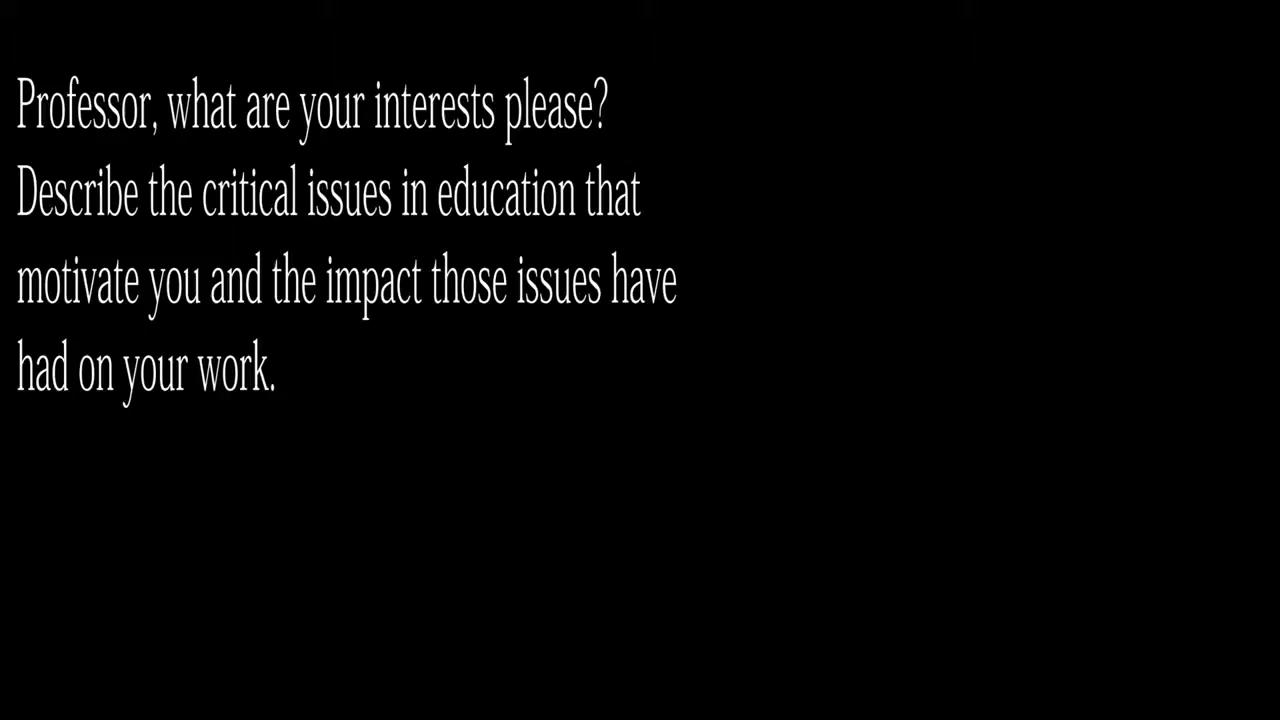 Professor, what are your interests please?
Describe the critical issues in education that
motivate you and the impact those issues have
had on your work.